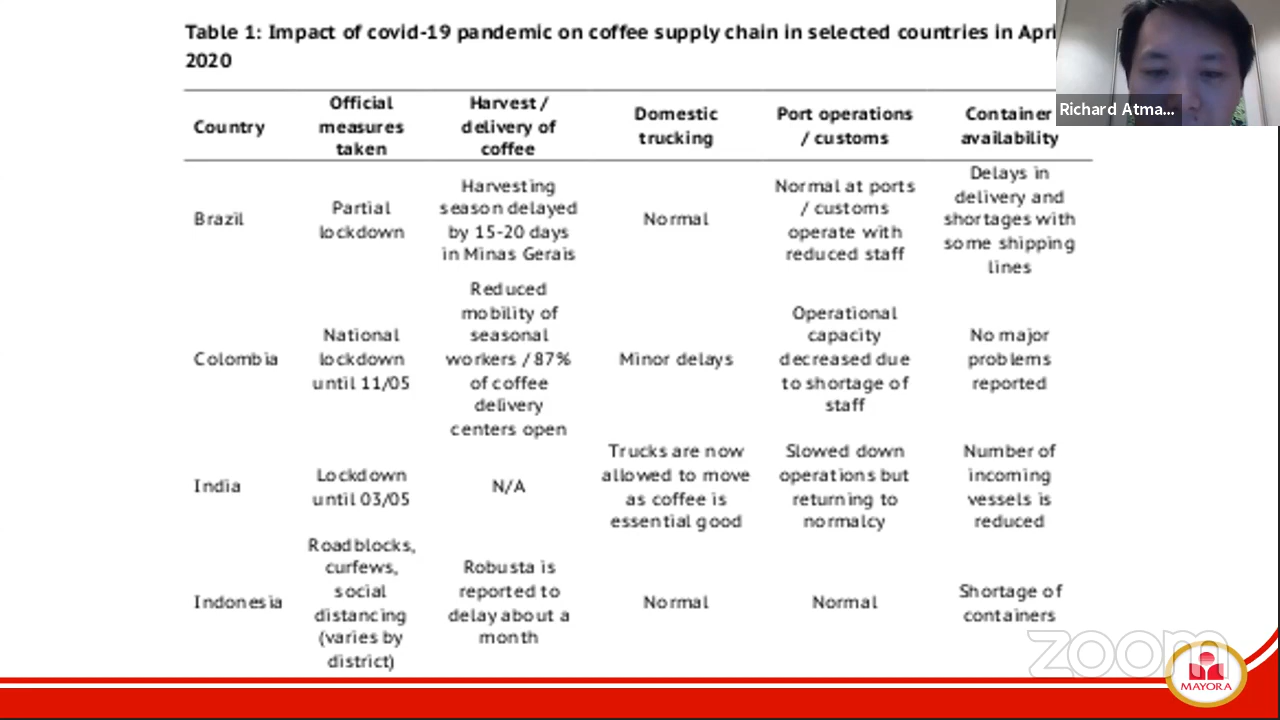 Table 1: Impact of covid-19 pandemic on coffee supply chain in selected countries in Apri
2020
Richard Atma...
Country
Official
measures
taken
Harvest /
delivery of
coffee
Domestic
trucking
Port operations
/ customs
Container
availability
Brazil
Partial
lockdown
Harvesting
season delayed
by 15-20 days
in Minas Gerais
Normal
Normal at ports
/ customs
operate with
reduced staff
Delays in
delivery and
shortages with
some shipping
lines
Colombia
National
lockdown
until 11/05
Reduced
mobility of
seasonal
workers / 87%
of coffee
delivery
centers open
Minor delays
Operational
capacity
decreased due
to shortage of
staff
No major
problems
reported
India
Lockdown
until 03/05
N/A
Trucks are now
allowed to move
as coffee is
essential good
Slowed down
operations but
returning to
normalcy
Number of
incoming
vessels is
reduced
Indonesia
Roadblocks,
curfews,
social
distancing
(varies by
district)
Robusta is
reported to
delay about a
month
Normal
Normal
Shortage of
containers
zoom
MAYORA